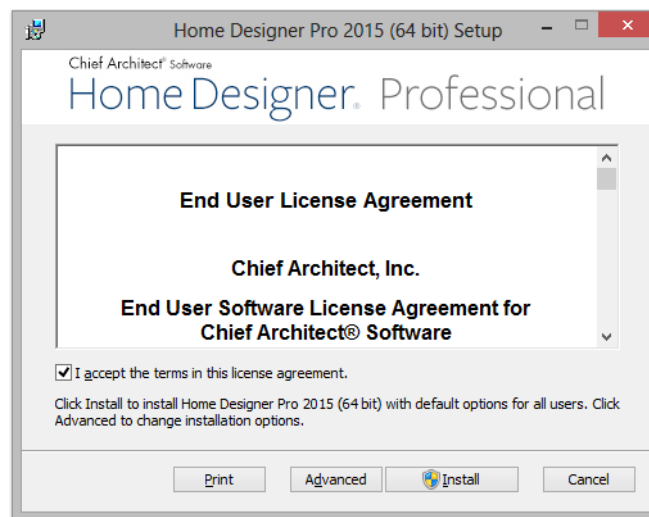 Home Designer Pro 2015 (64 bit) Setup
Chief Architect® Software
Home Designer® Professional
End User License Agreement
Chief Architect, Inc.
End User Software License Agreement for
Chief Architect® Software
I accept the terms in this license agreement.
Click Install to install Home Designer Pro 2015 (64 bit) with default options for all users. Click
Advanced to change installation options.
Print Advanced Install Cancel